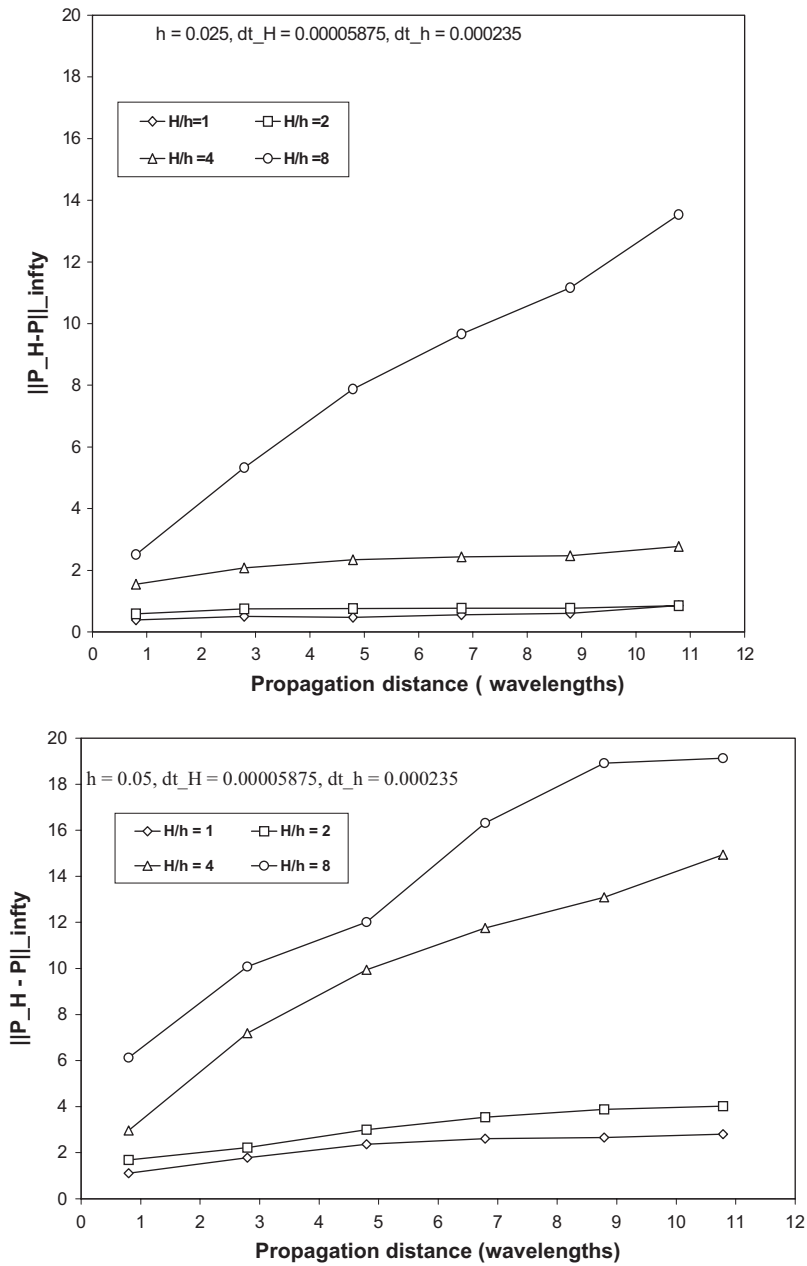 20
18
16
14
12
10
8
6
4
2
0
||P_H-P||_infty
h = 0.025, dt_H = 0.00005875, dt_h = 0.000235
H/h=1 H/h =2
H/h =4 H/h =8
0 1 2 3 4 5 6 7 8 9 10 11 12
Propagation distance ( wavelengths)
20
18
16
14
12
10
8
6
4
2
0
||P_H - P||_infty
h = 0.05, dt_H = 0.00005875, dt_h = 0.000235
H/h = 1 H/h = 2
H/h = 4 H/h = 8
0 1 2 3 4 5 6 7 8 9 10 11 12
Propagation distance (wavelengths)